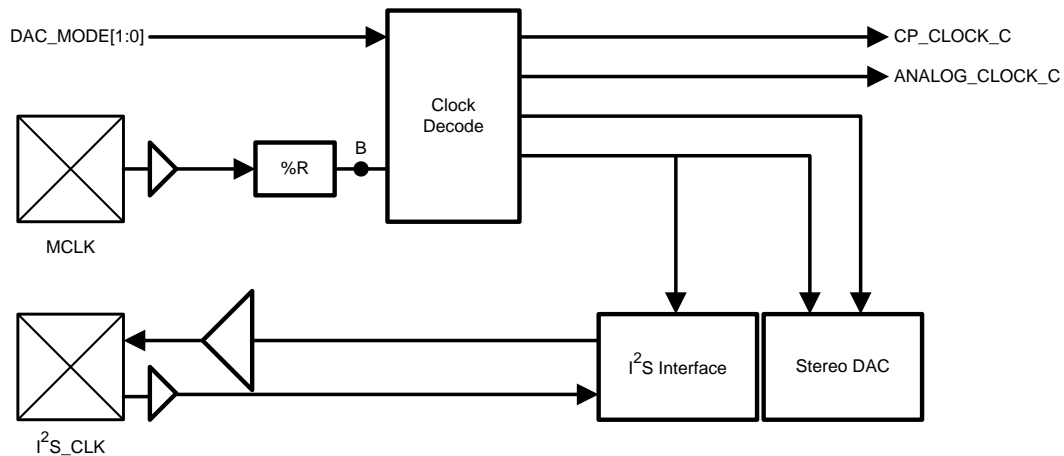 DAC_MODE[1:0]
CP_CLOCK_C
ANALOG_CLOCK_C
Clock
Decode
B
%R
MCLK
I²S Interface
Stereo DAC
I²S_CLK